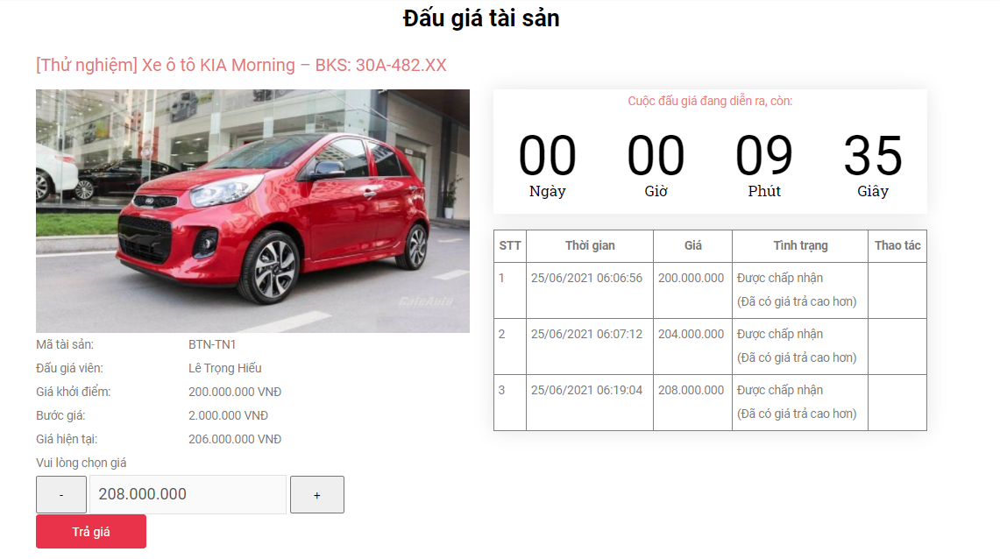 Đấu giá tài sản
[Thử nghiệm] Xe ô tô KIA Morning – BKS: 30A-482.XX
KIA
CafeAuto
Mã tài sản: BTN-TN1
Đấu giá viên: Lê Trọng Hiếu
Giá khởi điểm: 200.000.000 VNĐ
Bước giá: 2.000.000 VNĐ
Giá hiện tại: 206.000.000 VNĐ
Vui lòng chọn giá
- 208.000.000 +
Trả giá
Cuộc đấu giá đang diễn ra, còn:
00 00 09 35
Ngày Giờ Phút Giây
STT Thời gian Giá Tình trạng Thao tác
1 25/06/2021 06:06:56 200.000.000 Được chấp nhận
(Đã có giá trả cao hơn)
2 25/06/2021 06:07:12 204.000.000 Được chấp nhận
(Đã có giá trả cao hơn)
3 25/06/2021 06:19:04 208.000.000 Được chấp nhận
(Đã có giá trả cao hơn)